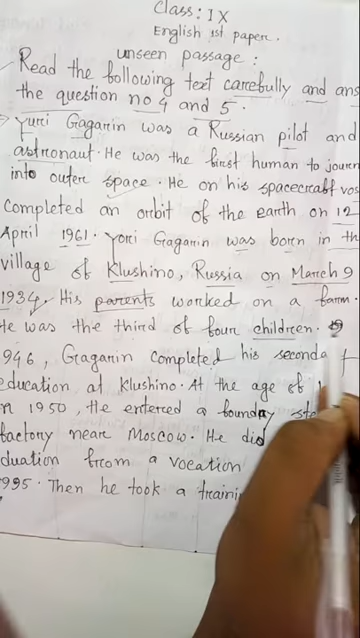 Class: IX
English 1st paper.
unseen passage:
Read the following text carefully and ans
the question no 4 and 5.
Yuri Gagarin was a Russian pilot and
astronaut. He was the first human to journ
into outer space. He on his spacecraft vos
completed an orbit of the earth on 12
April 1961. Yori Gagarin was born in th
village of Klushino, Russia on March 9
1934. His parents worked on a farm.
He was the third of four children.
946, Gagarin completed his seconda
education at Klushino. At the age of
n 1950, He entered a foundry ste
factory near Moscow. He did
duation from a vocation
1995. Then he took a traini